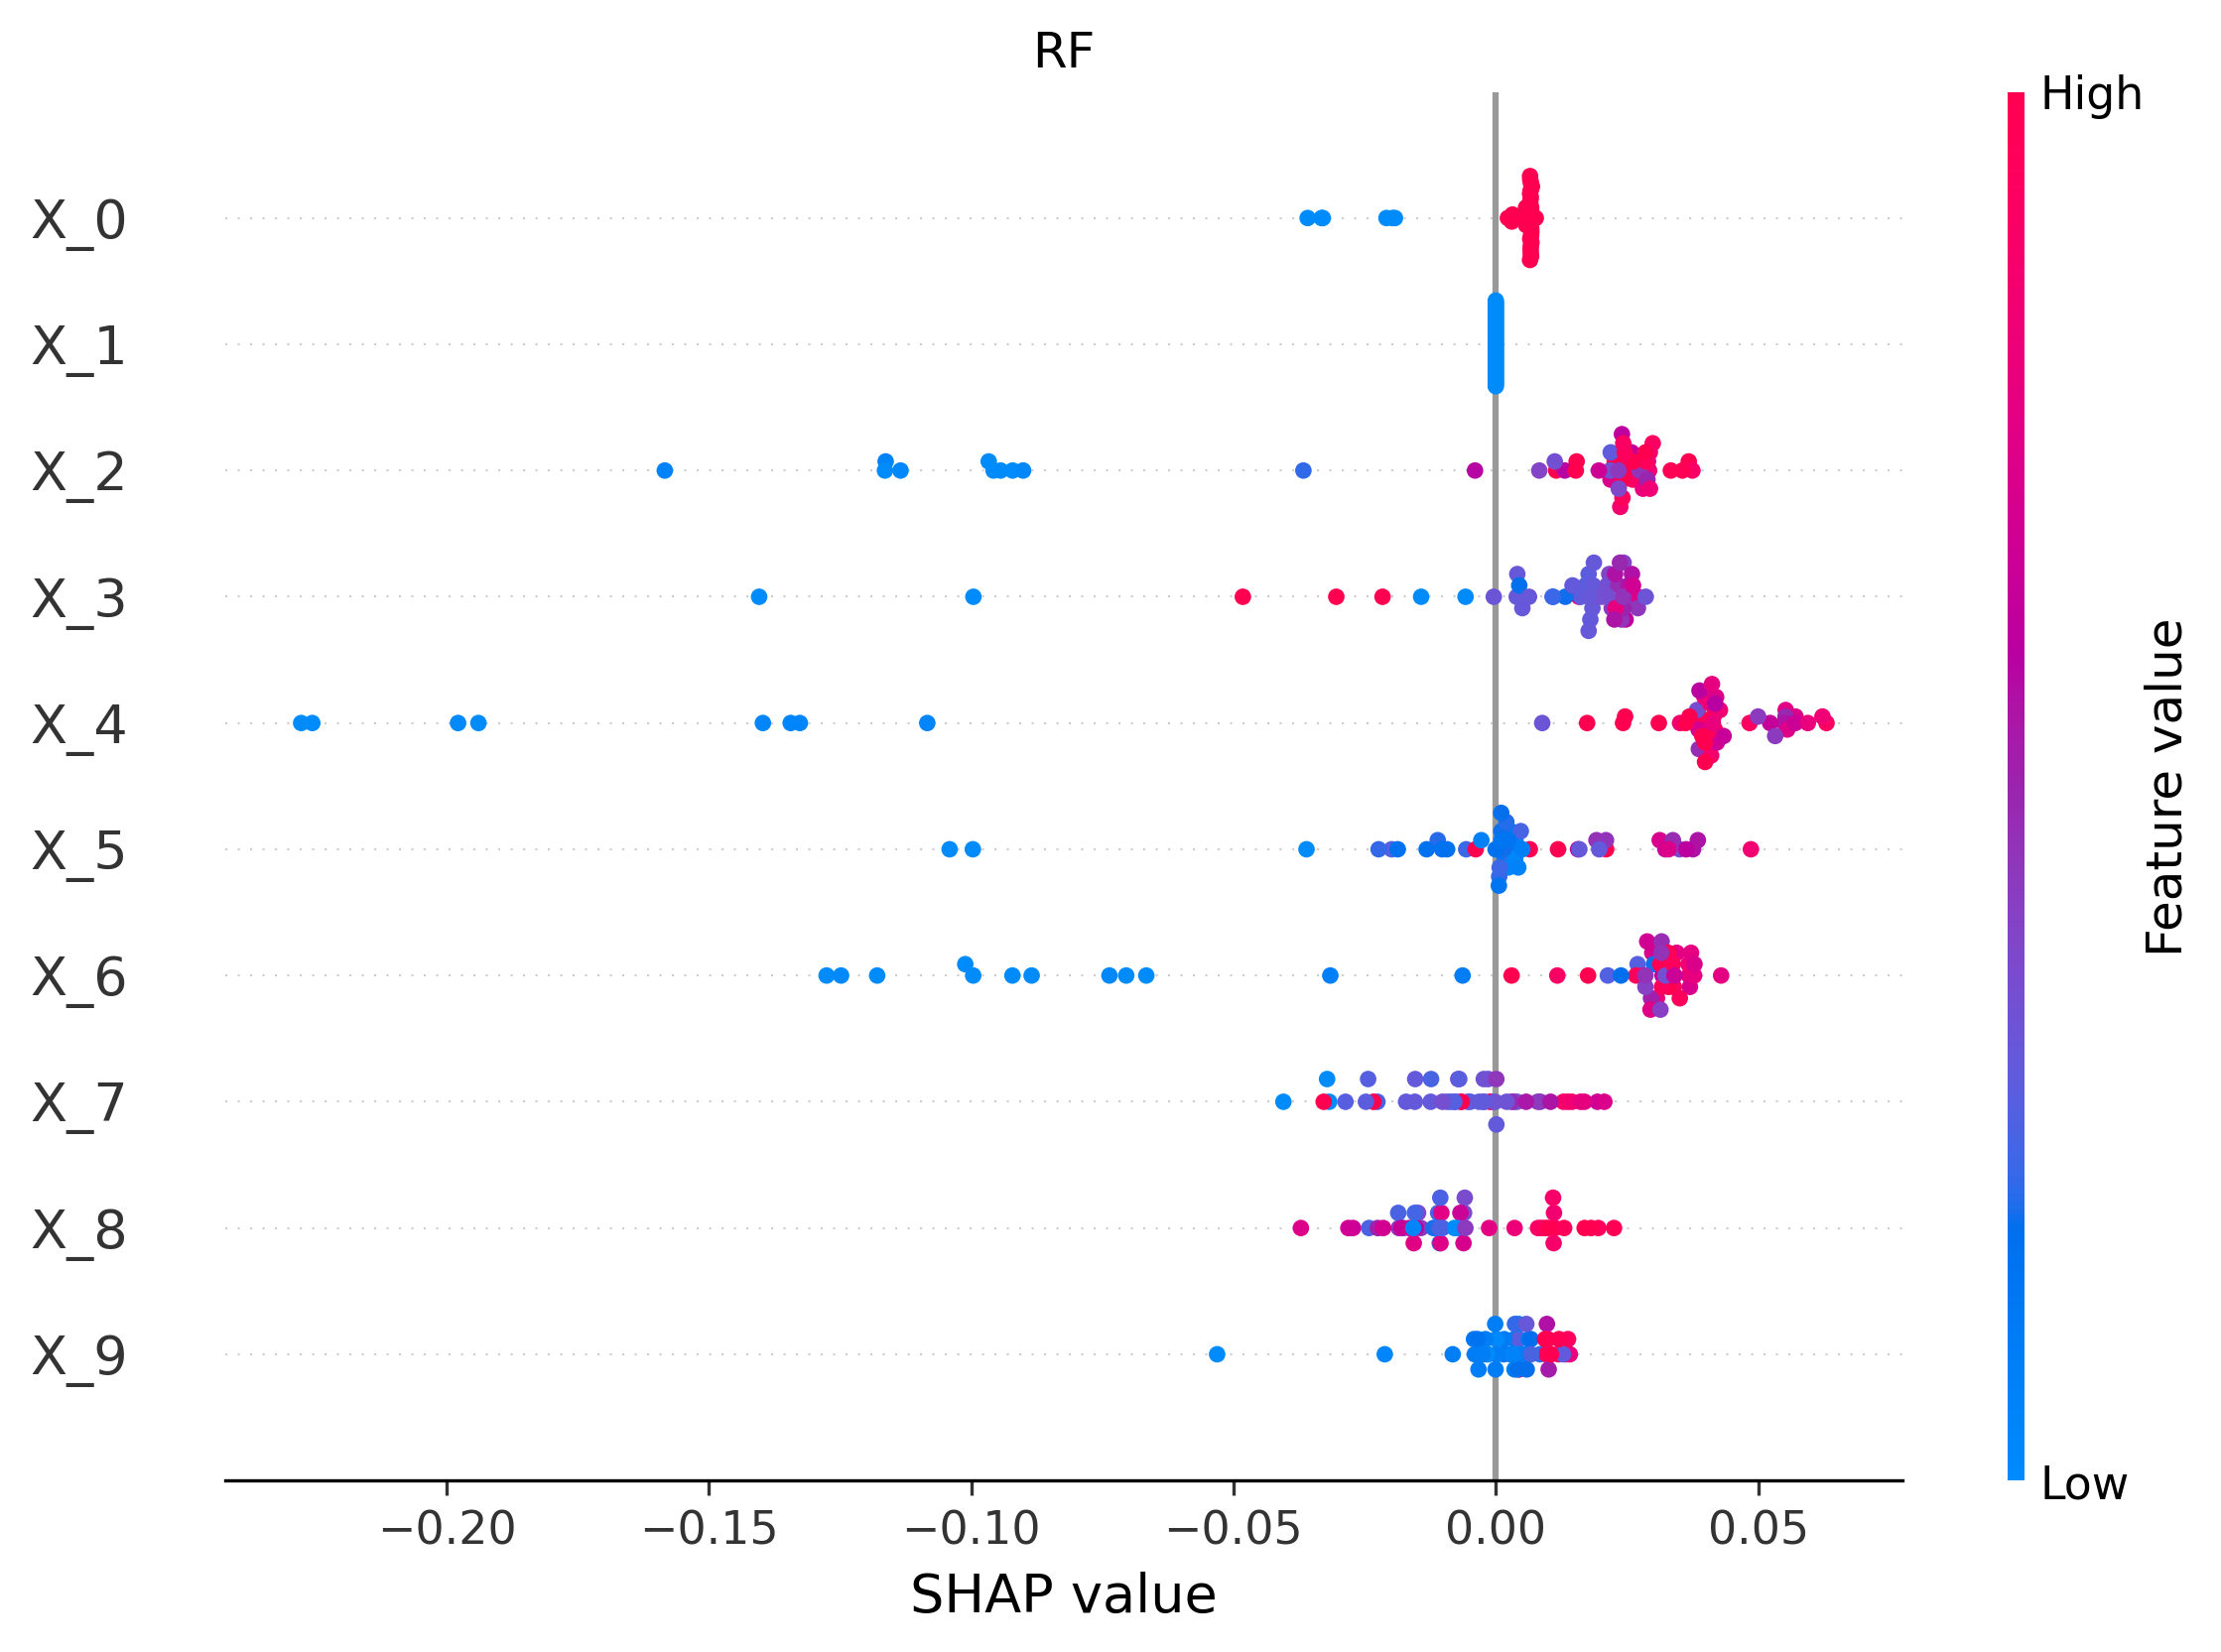 RF
High
X_0
X_1
X_2
X_3
X_4
X_5
X_6
X_7
X_8
X_9
Feature value
Low
−0.20 −0.15 −0.10 −0.05 0.00 0.05
SHAP value